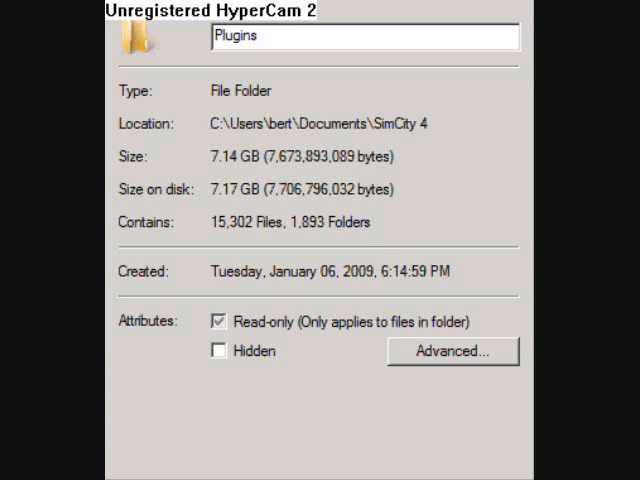 Unregistered HyperCam 2
Plugins
Type: File Folder
Location: C:\Users\bert\Documents\SimCity 4
Size: 7.14 GB (7,673,893,089 bytes)
Size on disk: 7.17 GB (7,706,796,032 bytes)
Contains: 15,302 Files, 1,893 Folders
Created: Tuesday, January 06, 2009, 6:14:59 PM
Attributes: Read-only (Only applies to files in folder)
Hidden Advanced...